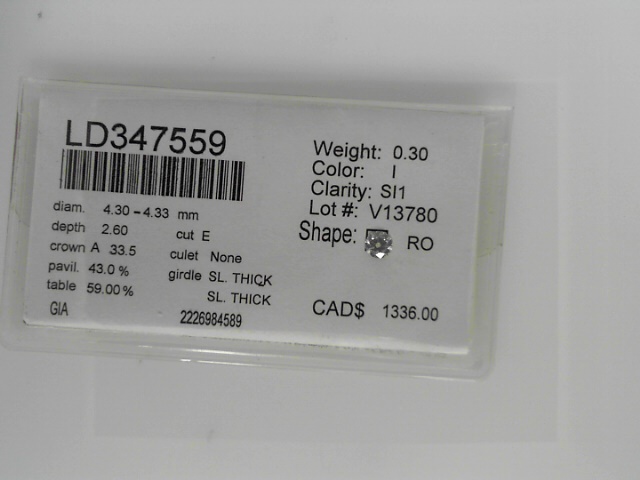 LD347559
diam. 4.30-4.33 mm
depth 2.60 cut E
crown A 33.5 culet None
pavil. 43.0 % girdle SL. THICK
table 59.00% SL. THICK
GIA 2226984589
Weight: 0.30
Color: I
Clarity: SI1
Lot #: V13780
Shape: RO
CAD$ 1336.00